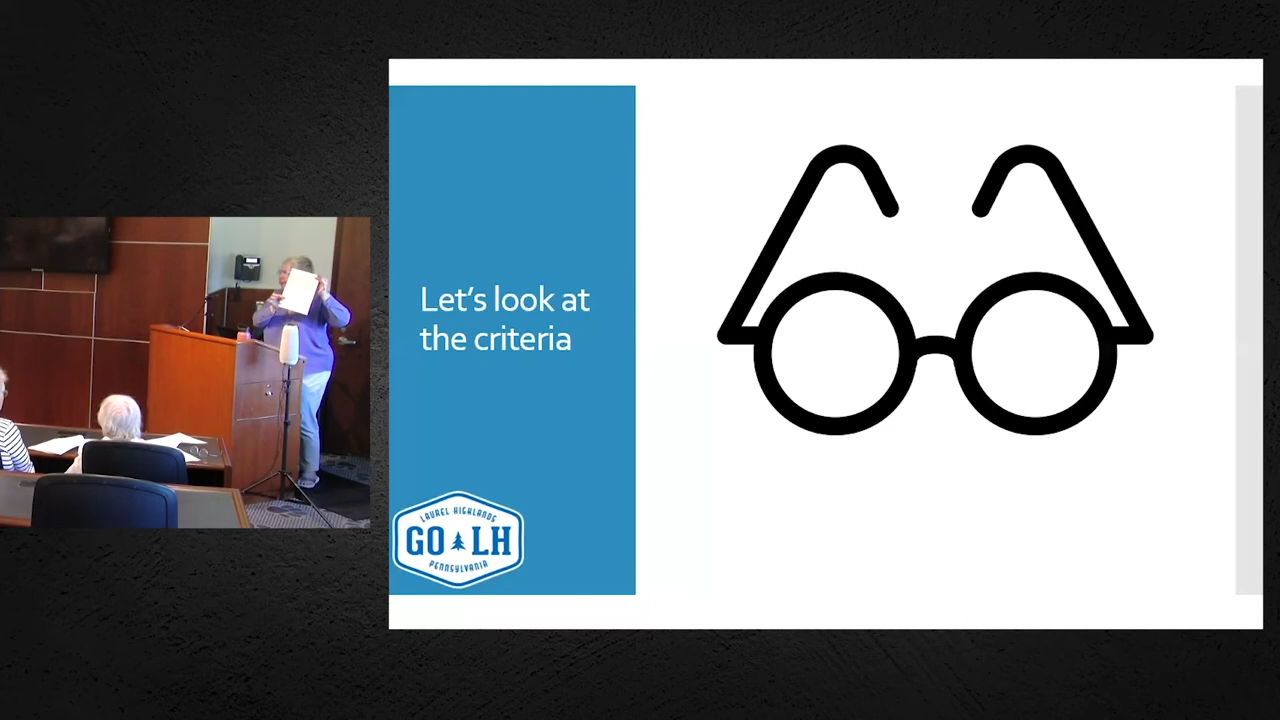 Let's look at
the criteria
LAUREL HIGHLANDS
GO LH
PENNSYLVANIA